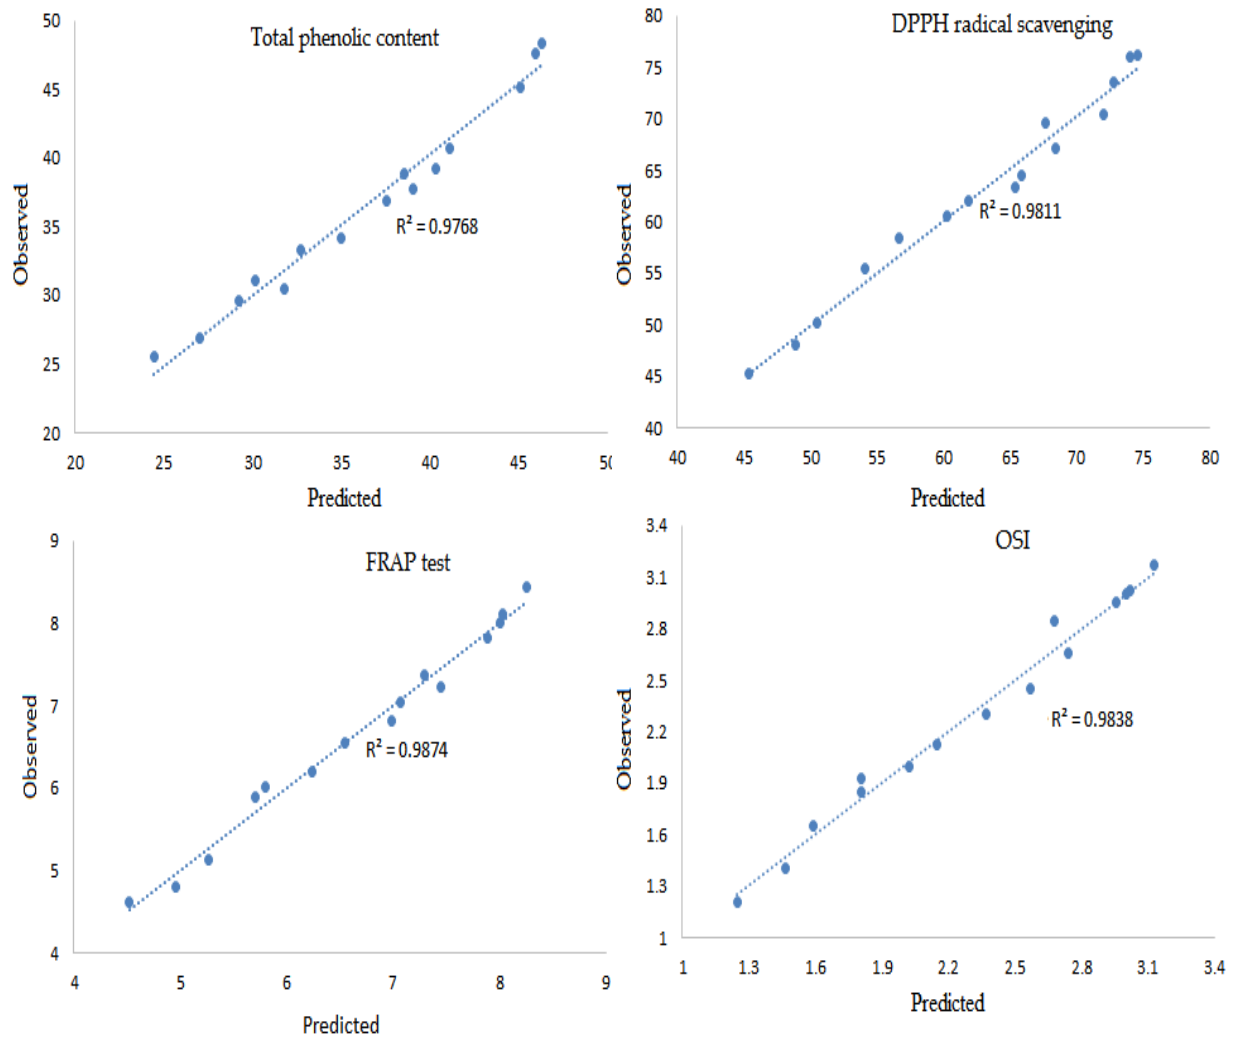 Total phenolic content
50
45
40
35
30
25
20
Observed
R² = 0.9768
20 25 30 35 40 45 50
Predicted
DPPH radical scavenging
80
75
70
65
60
55
50
45
40
Observed
R² = 0.9811
40 45 50 55 60 65 70 75 80
Predicted
FRAP test
9
8
7
6
5
4
Observed
R² = 0.9874
4 5 6 7 8 9
Predicted
OSI
3.4
3.1
2.8
2.5
2.2
1.9
1.6
1.3
1
Observed
R² = 0.9838
1 1.3 1.6 1.9 2.2 2.5 2.8 3.1 3.4
Predicted